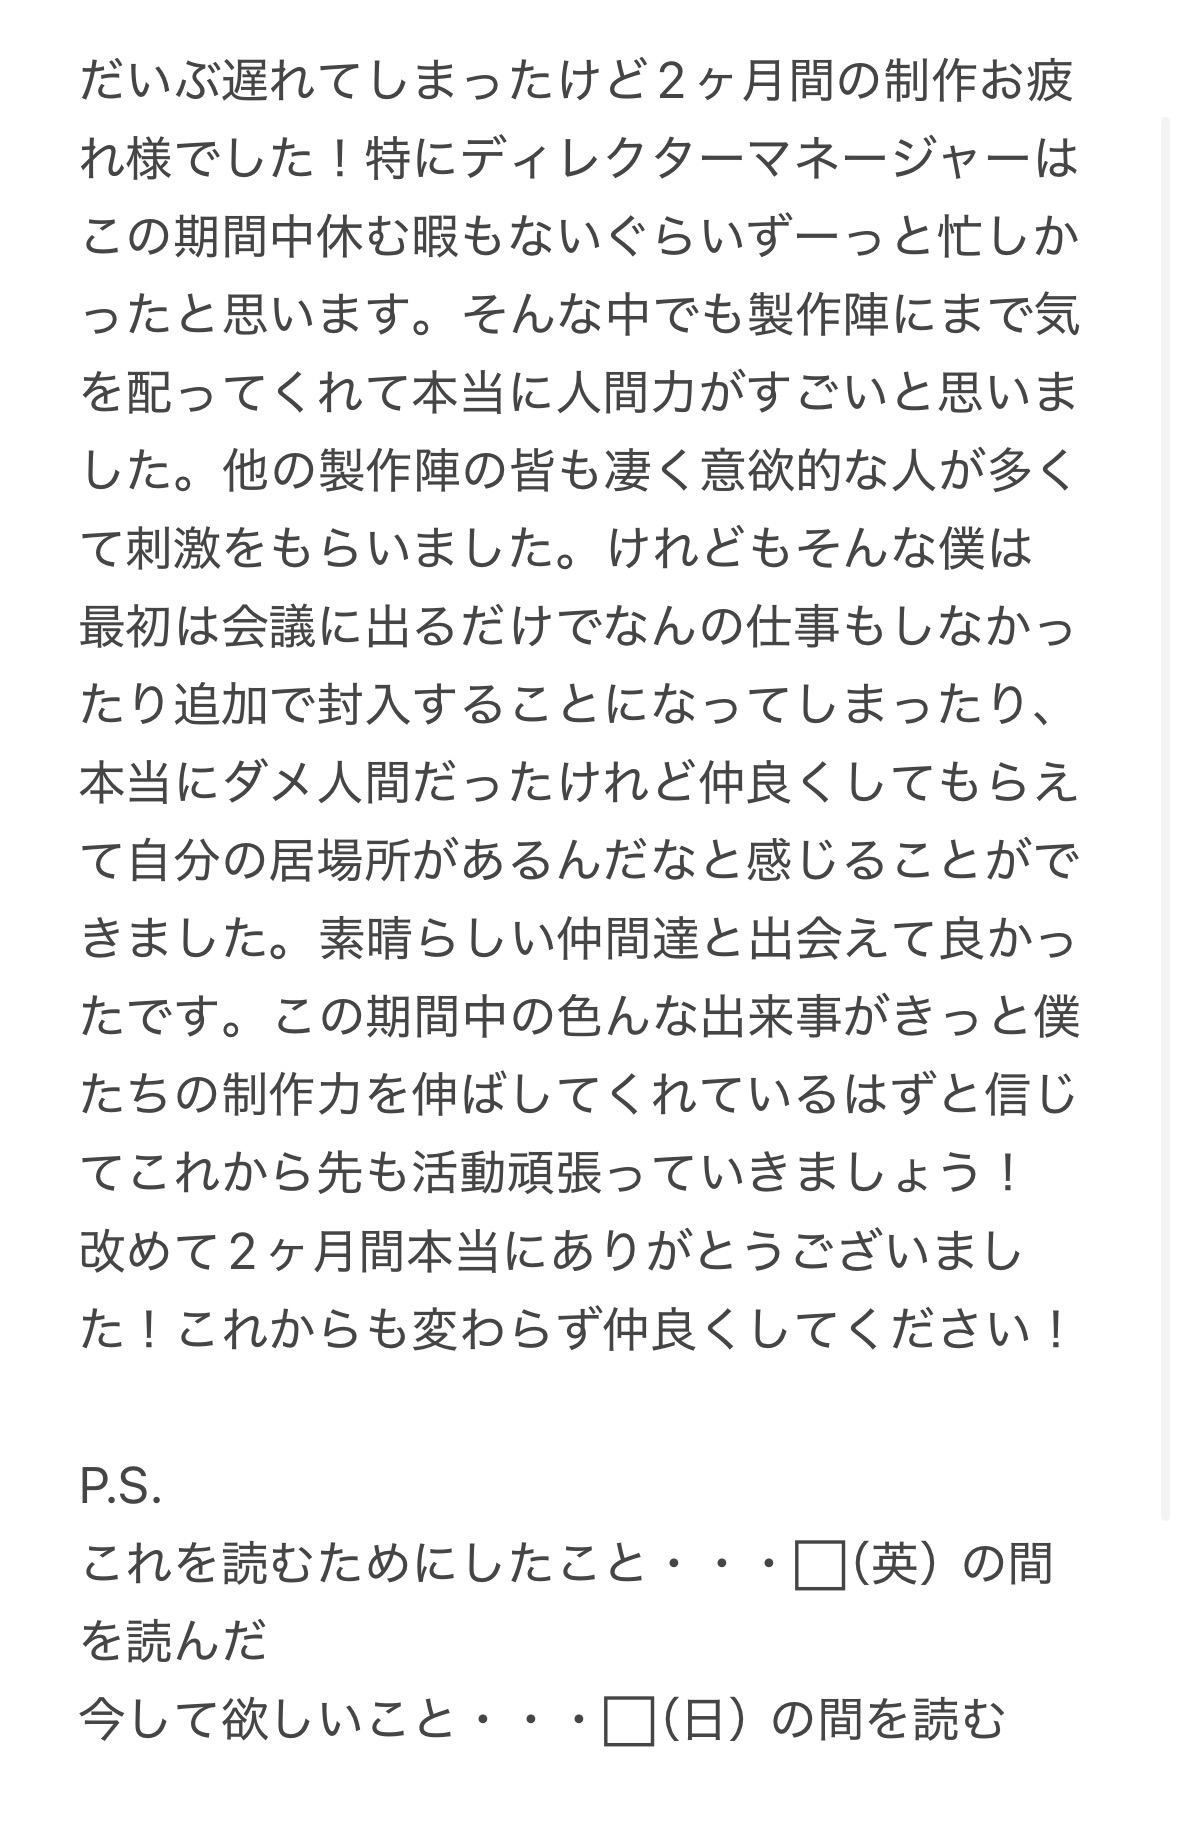 だいぶ遅れてしまったけど2ヶ月間の制作お疲
れ様でした！特にディレクターマネージャーは
この期間中休む暇もないぐらいずーっと忙しか
ったと思います。そんな中でも製作陣にまで気
を配ってくれて本当に人間力がすごいと思いま
した。他の製作陣の皆も凄く意欲的な人が多く
て刺激をもらいました。けれどもそんな僕は
最初は会議に出るだけでなんの仕事もしなかっ
たり追加で封入することになってしまったり、
本当にダメ人間だったけれど仲良くしてもらえ
て自分の居場所があるんだなと感じることがで
きました。素晴らしい仲間達と出会えて良かっ
たです。この期間中の色んな出来事がきっと僕
たちの制作力を伸ばしてくれているはずと信じ
てこれから先も活動頑張っていきましょう！
改めて2ヶ月間本当にありがとうございまし
た！これからも変わらず仲良くしてください！
P.S.
これを読むためにしたこと・・・□(英）の間
を読んだ
今して欲しいこと・・・□(日）の間を読む